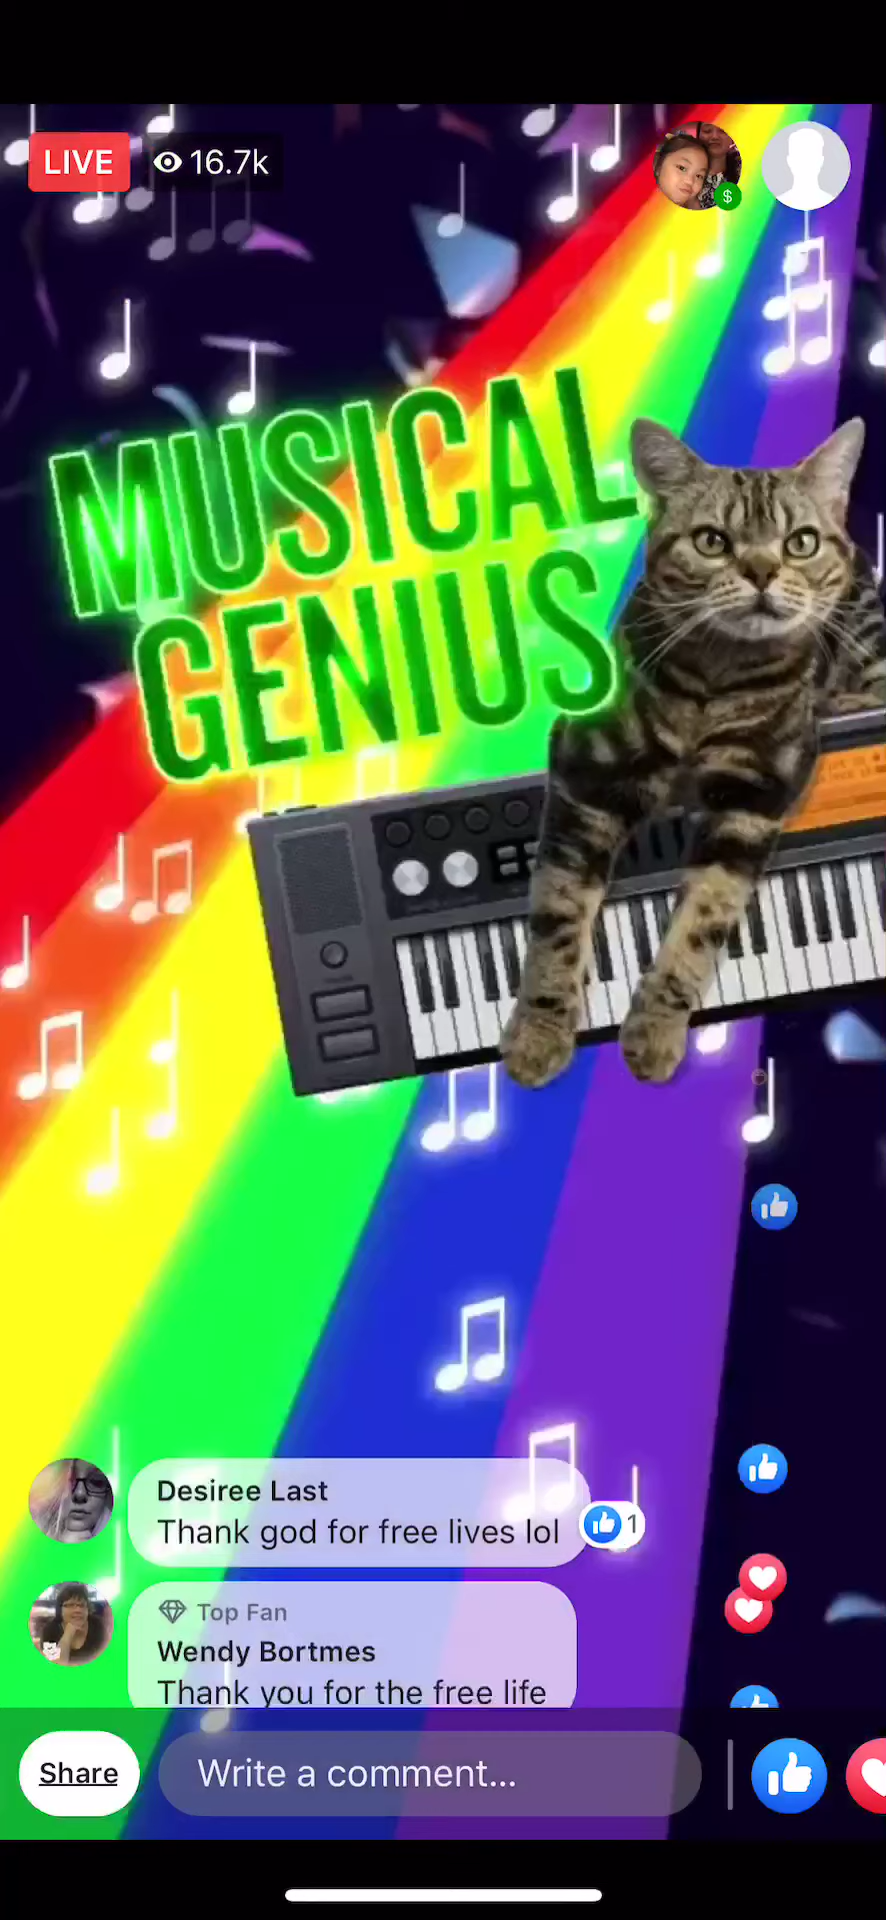 LIVE 16.7k
$
MUSICAL
GENIUS
Desiree Last
Thank god for free lives lol
1
Top Fan
Wendy Bortmes
Thank you for the free life
Share
Write a comment...